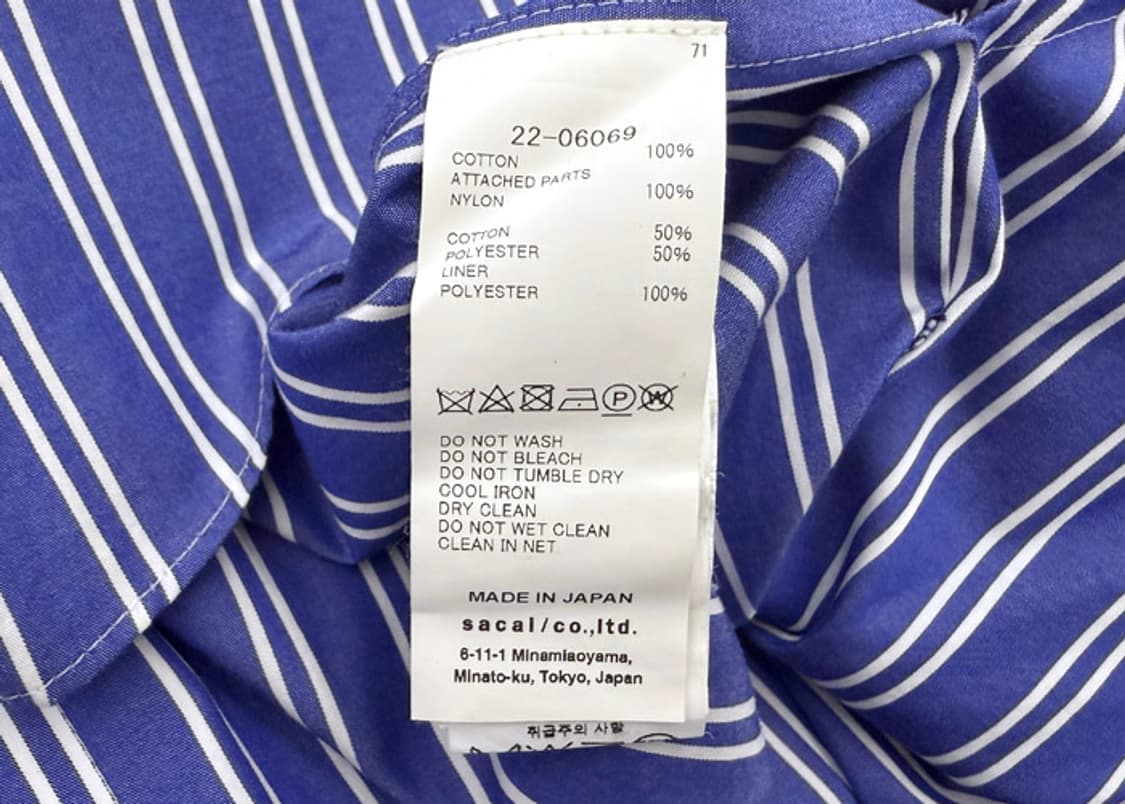 71
22-06069
COTTON 100%
ATTACHED PARTS
NYLON 100%
COTTON 50%
POLYESTER 50%
LINER
POLYESTER 100%
P W
DO NOT WASH
DO NOT BLEACH
DO NOT TUMBLE DRY
COOL IRON
DRY CLEAN
DO NOT WET CLEAN
CLEAN IN NET
MADE IN JAPAN
sacai/co.,ltd.
6-11-1 Minamiaoyama,
Minato-ku, Tokyo, Japan
취급주의 사항